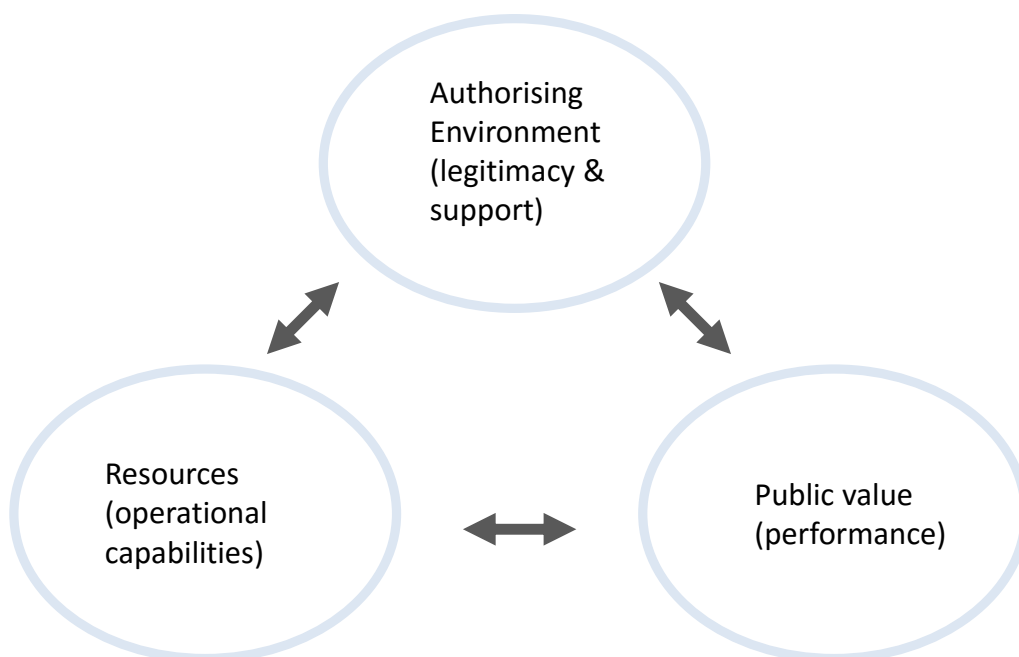 Authorising
Environment
(legitimacy &
support)
Resources
(operational
capabilities)
Public value
(performance)